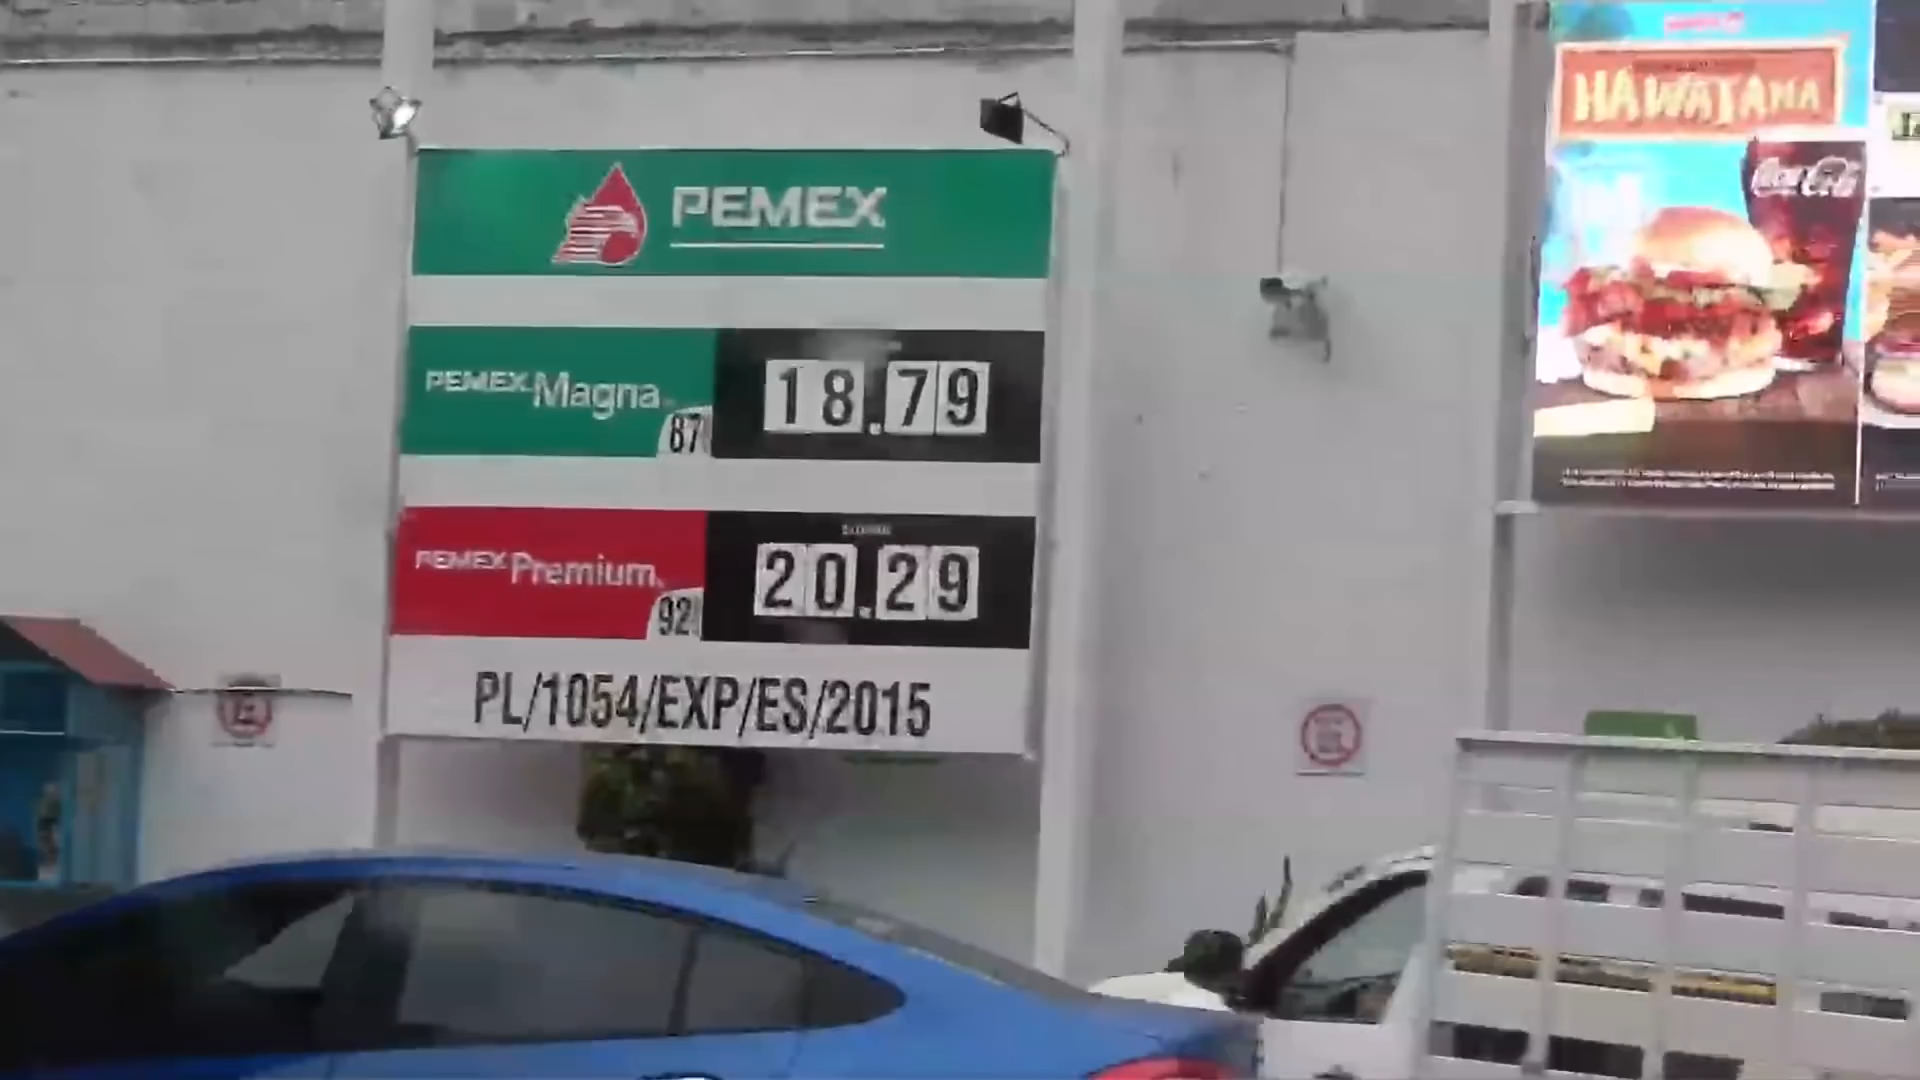 PEMEX
PEMEX Magna
87
18.79
PEMEX Premium
92
20.29
PL/1054/EXP/ES/2015
HAWAIANA
Coca-Cola